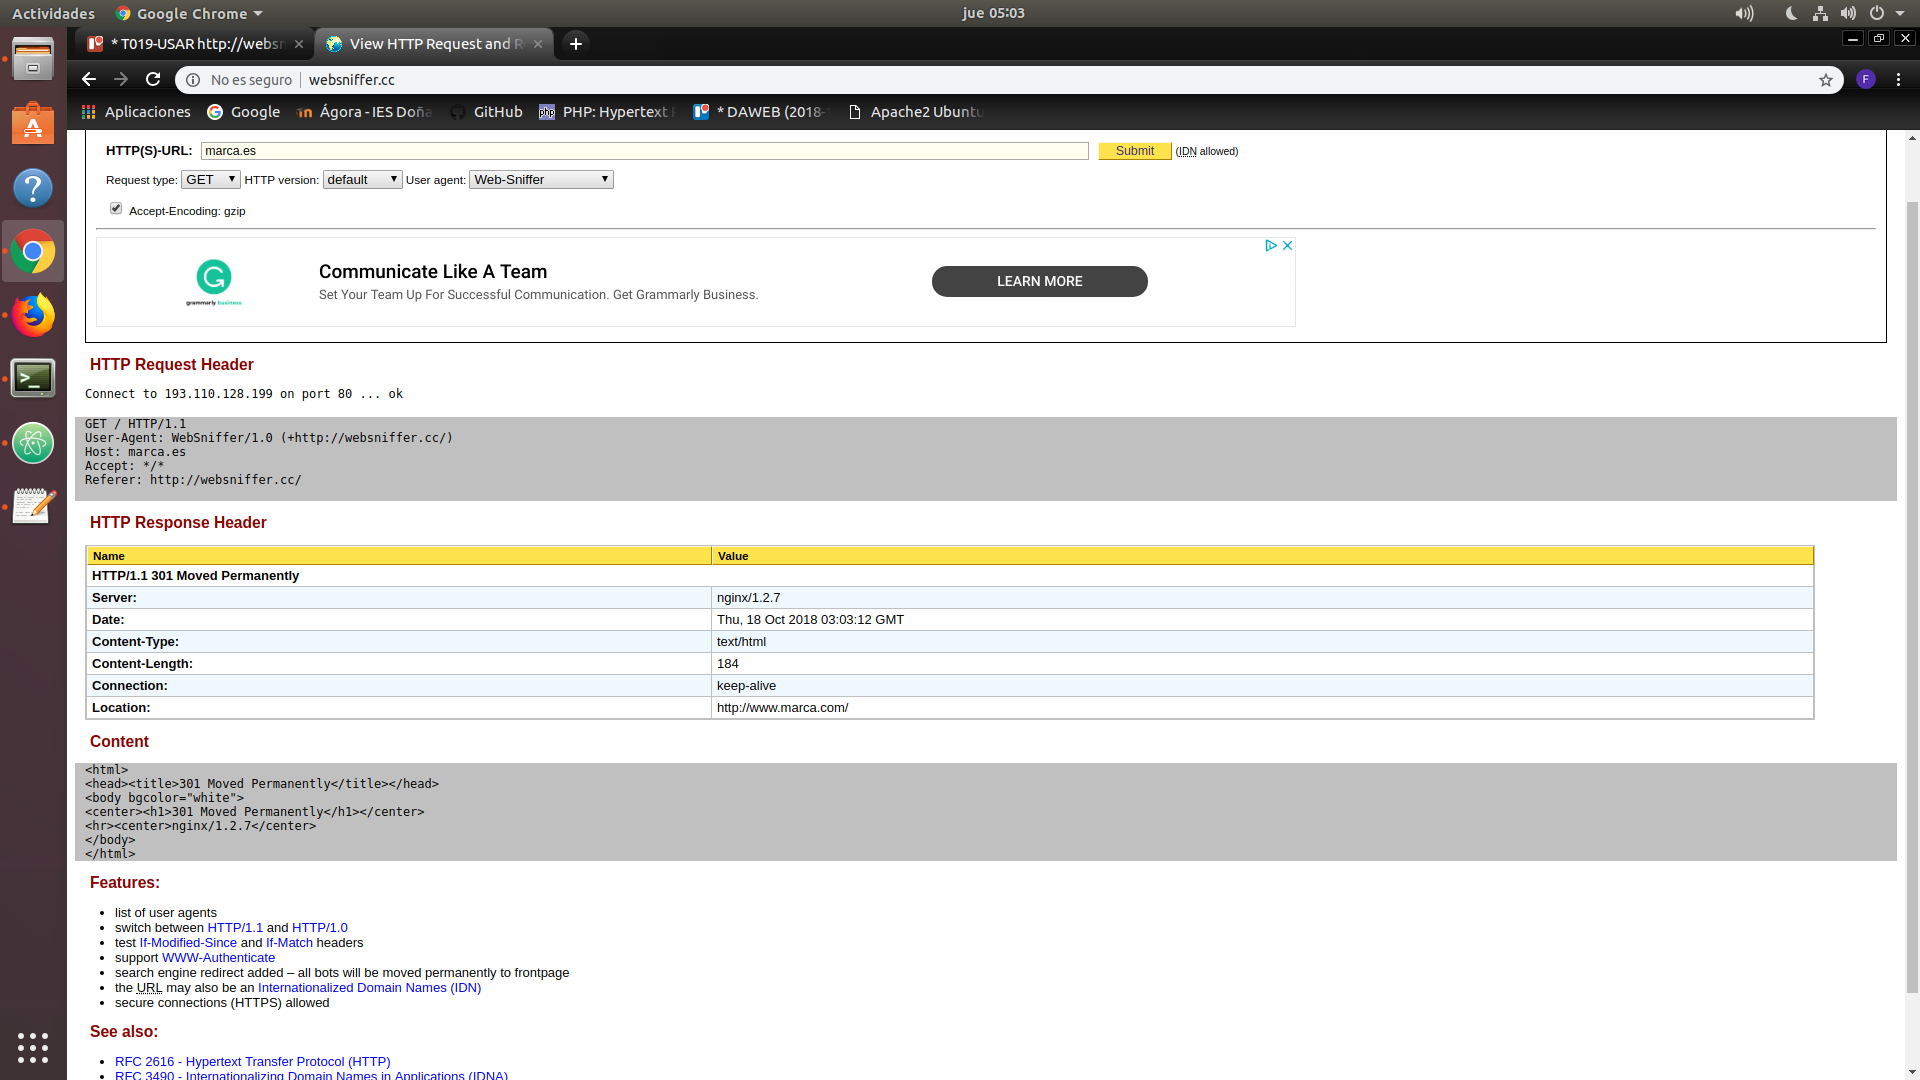 Actividades Google Chrome jue 05:03
* T019-USAR http://webs View HTTP Request and R
No es seguro websniffer.cc F
Aplicaciones Google Ágora - IES Doña GitHub PHP: Hypertext * DAWEB (2018- Apache2 Ubuntu
HTTP(S)-URL: marca.es Submit (IDN allowed)
Request type: GET HTTP version: default User agent: Web-Sniffer
Accept-Encoding: gzip
Communicate Like A Team
Set Your Team Up For Successful Communication. Get Grammarly Business.
LEARN MORE
grammarly business
HTTP Request Header
Connect to 193.110.128.199 on port 80 ... ok
GET / HTTP/1.1
User-Agent: WebSniffer/1.0 (+http://websniffer.cc/)
Host: marca.es
Accept: */*
Referer: http://websniffer.cc/
HTTP Response Header
Name Value
HTTP/1.1 301 Moved Permanently
Server: nginx/1.2.7
Date: Thu, 18 Oct 2018 03:03:12 GMT
Content-Type: text/html
Content-Length: 184
Connection: keep-alive
Location: http://www.marca.com/
Content
<html>
<head><title>301 Moved Permanently</title></head>
<body bgcolor="white">
<center><h1>301 Moved Permanently</h1></center>
<hr><center>nginx/1.2.7</center>
</body>
</html>
Features:
• list of user agents
• switch between HTTP/1.1 and HTTP/1.0
• test If-Modified-Since and If-Match headers
• support WWW-Authenticate
• search engine redirect added – all bots will be moved permanently to frontpage
• the URL may also be an Internationalized Domain Names (IDN)
• secure connections (HTTPS) allowed
See also:
• RFC 2616 - Hypertext Transfer Protocol (HTTP)
• RFC 3490 - Internationalizing Domain Names in Applications (IDNA)